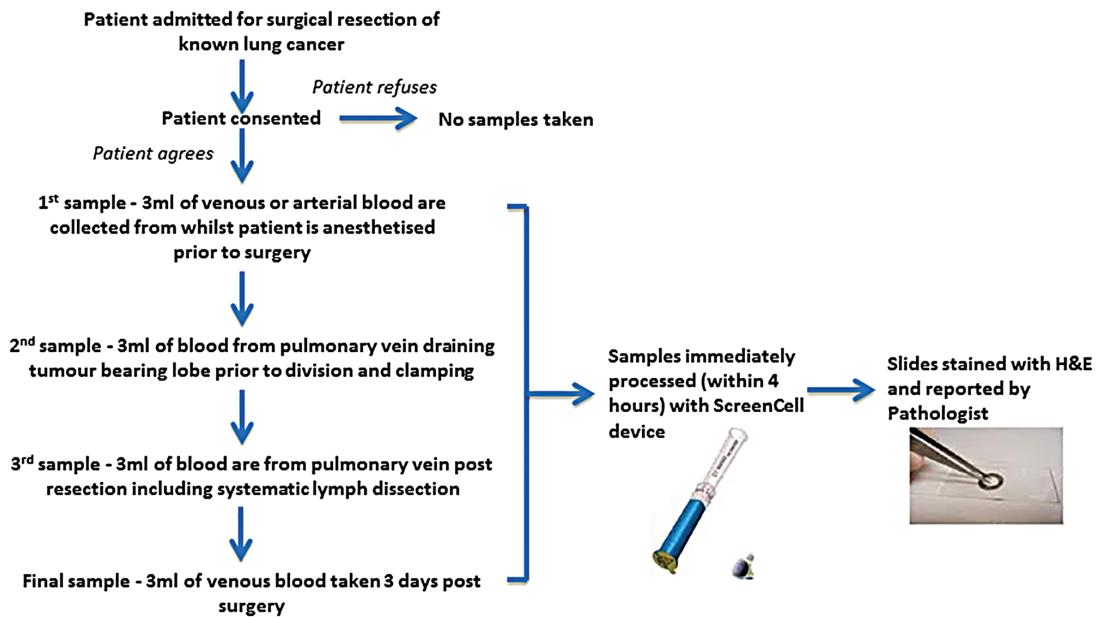 Patient admitted for surgical resection of
known lung cancer
Patient refuses
Patient consented
No samples taken
Patient agrees
1st sample - 3ml of venous or arterial blood are
collected from whilst patient is anesthetised
prior to surgery
2nd sample - 3ml of blood from pulmonary vein draining
tumour bearing lobe prior to division and clamping
3rd sample - 3ml of blood are from pulmonary vein post
resection including systematic lymph dissection
Final sample - 3ml of venous blood taken 3 days post
surgery
Samples immediately
processed (within 4
hours) with ScreenCell
device
Slides stained with H&E
and reported by
Pathologist